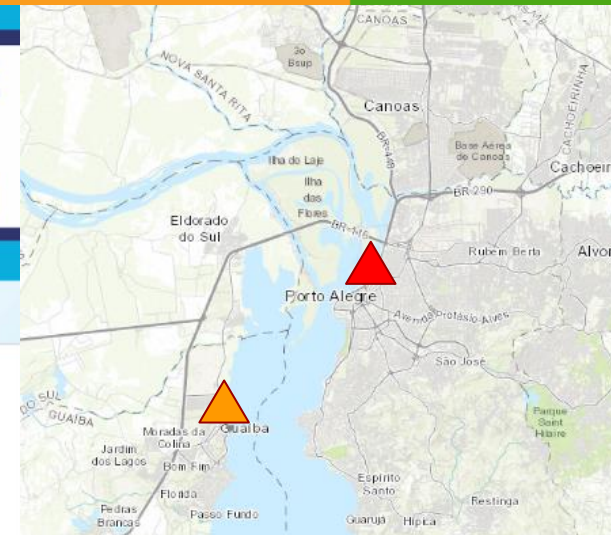 CANOAS
3o
Bsup
NOVA SANTA RITA
Canoas
CACHOEIRINHA
BR-448
Base Aérea
de Canoas
Ilha do Laje
Cachoeir
Ilha
das
Flores
BR-290
Eldorado
do Sul
BR-116
Rubem Berta
Alvor
Porto Alegre
Avenida Protásio Alves
São José
DO SUL
GUAÍBA
Parque
Saint
Hilaire
Moradas da
Colina
Guaíba
Jardim
dos Lagos
Bom Fim
Espírito
Santo
Florida
Restinga
Pedras
Brancas
Passo Fundo
Guarujá
Hípica